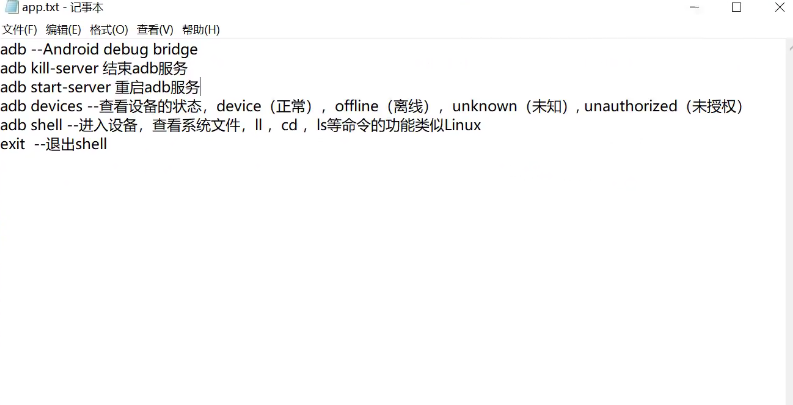 app.txt - 记事本
文件(F) 编辑(E) 格式(O) 查看(V) 帮助(H)
adb --Android debug bridge
adb kill-server 结束adb服务
adb start-server 重启adb服务
adb devices --查看设备的状态，device（正常）, offline（离线）, unknown（未知）, unauthorized（未授权）
adb shell --进入设备，查看系统文件，ll ，cd ，ls等命令的功能类似Linux
exit  --退出shell